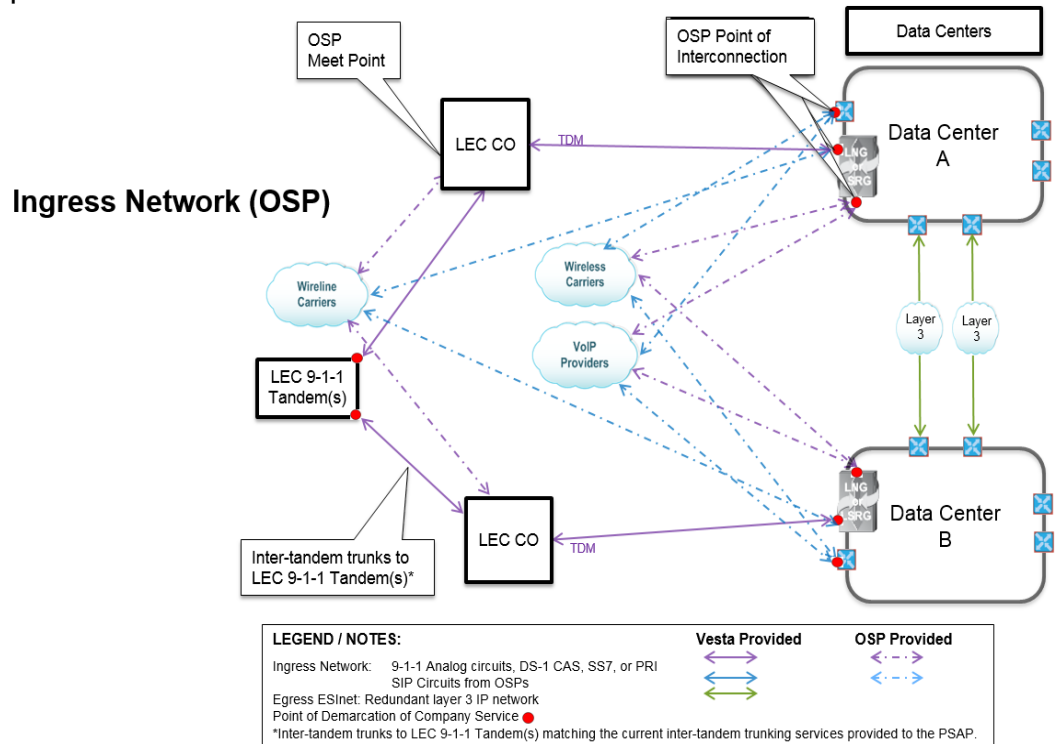 OSP
Meet Point
OSP Point of
Interconnection
Data Centers
LEC CO
TDM
LNG
or
LSRG
Data Center
A
Ingress Network (OSP)
Wireline
Carriers
Wireless
Carriers
VoIP
Providers
Layer
3
Layer
3
LEC 9-1-1
Tandem(s)
Inter-tandem trunks to
LEC 9-1-1 Tandem(s)*
LEC CO
TDM
LNG
or
LSRG
Data Center
B
LEGEND / NOTES:
Vesta Provided
OSP Provided
Ingress Network: 9-1-1 Analog circuits, DS-1 CAS, SS7, or PRI
SIP Circuits from OSPs
Egress ESInet: Redundant layer 3 IP network
Point of Demarcation of Company Service
*Inter-tandem trunks to LEC 9-1-1 Tandem(s) matching the current inter-tandem trunking services provided to the PSAP.